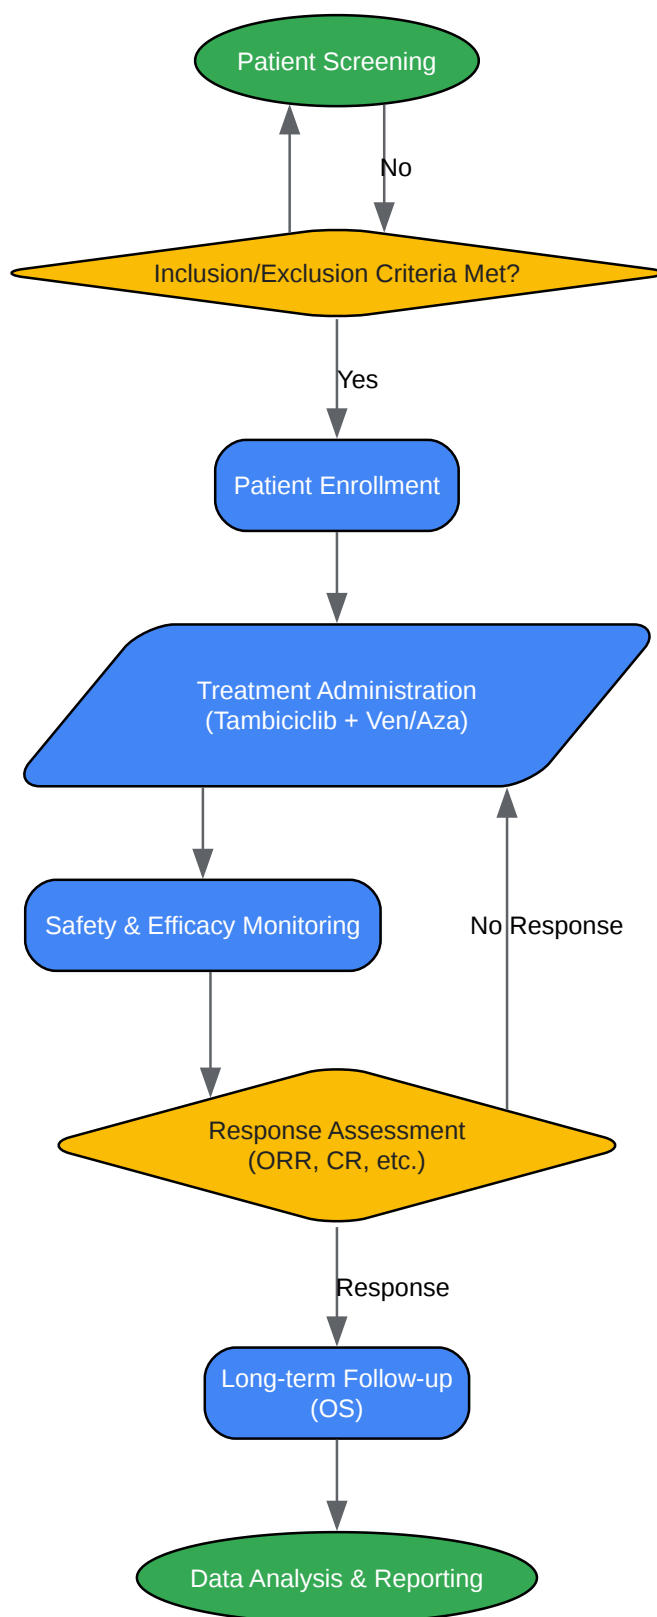 Patient Screening
No
Inclusion/Exclusion Criteria Met?
Yes
Patient Enrollment
Treatment Administration
(Tambiciclib + Ven/Aza)
Safety & Efficacy Monitoring
No Response
Response Assessment
(ORR, CR, etc.)
Response
Long-term Follow-up
(OS)
Data Analysis & Reporting